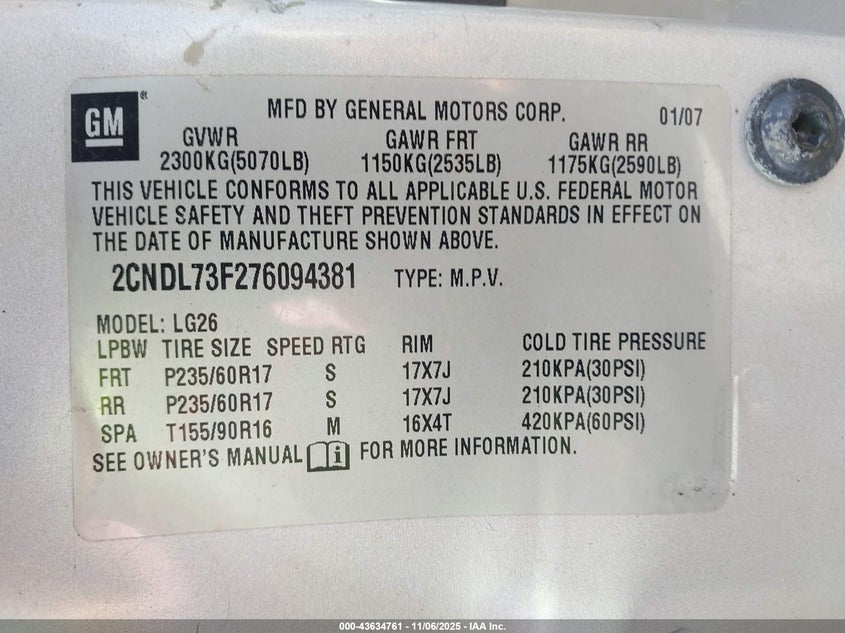 GM ® MFD BY GENERAL MOTORS CORP. 01/07
GVWR GAWR FRT GAWR RR
2300KG(5070LB) 1150KG(2535LB) 1175KG(2590LB)
THIS VEHICLE CONFORMS TO ALL APPLICABLE U.S. FEDERAL MOTOR
VEHICLE SAFETY AND THEFT PREVENTION STANDARDS IN EFFECT ON
THE DATE OF MANUFACTURE SHOWN ABOVE.
2CNDL73F276094381 TYPE: M.P.V.
MODEL: LG26
LPBW TIRE SIZE SPEED RTG RIM COLD TIRE PRESSURE
FRT P235/60R17 S 17X7J 210KPA(30PSI)
RR P235/60R17 S 17X7J 210KPA(30PSI)
SPA T155/90R16 M 16X4T 420KPA(60PSI)
SEE OWNER'S MANUAL i FOR MORE INFORMATION.
000-43634761 - 11/06/2025 - IAA Inc.